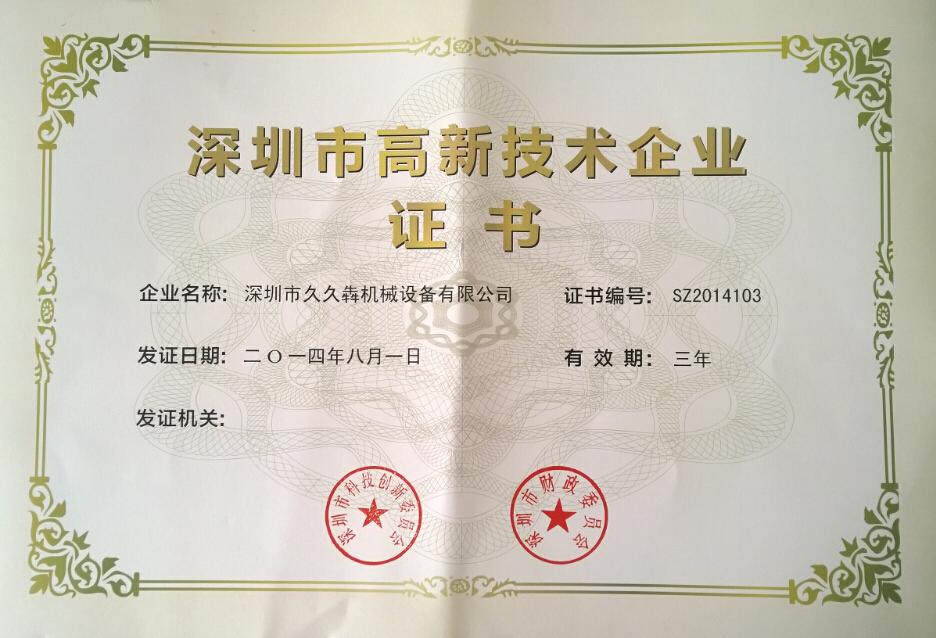 深圳市高新技术企业
证 书
企业名称: 深圳市久久犇机械设备有限公司
证书编号: SZ2014103
发证日期: 二〇一四年八月一日
有 效 期: 三年
发证机关:
深圳市科技创新委员会
深圳市财政委员会